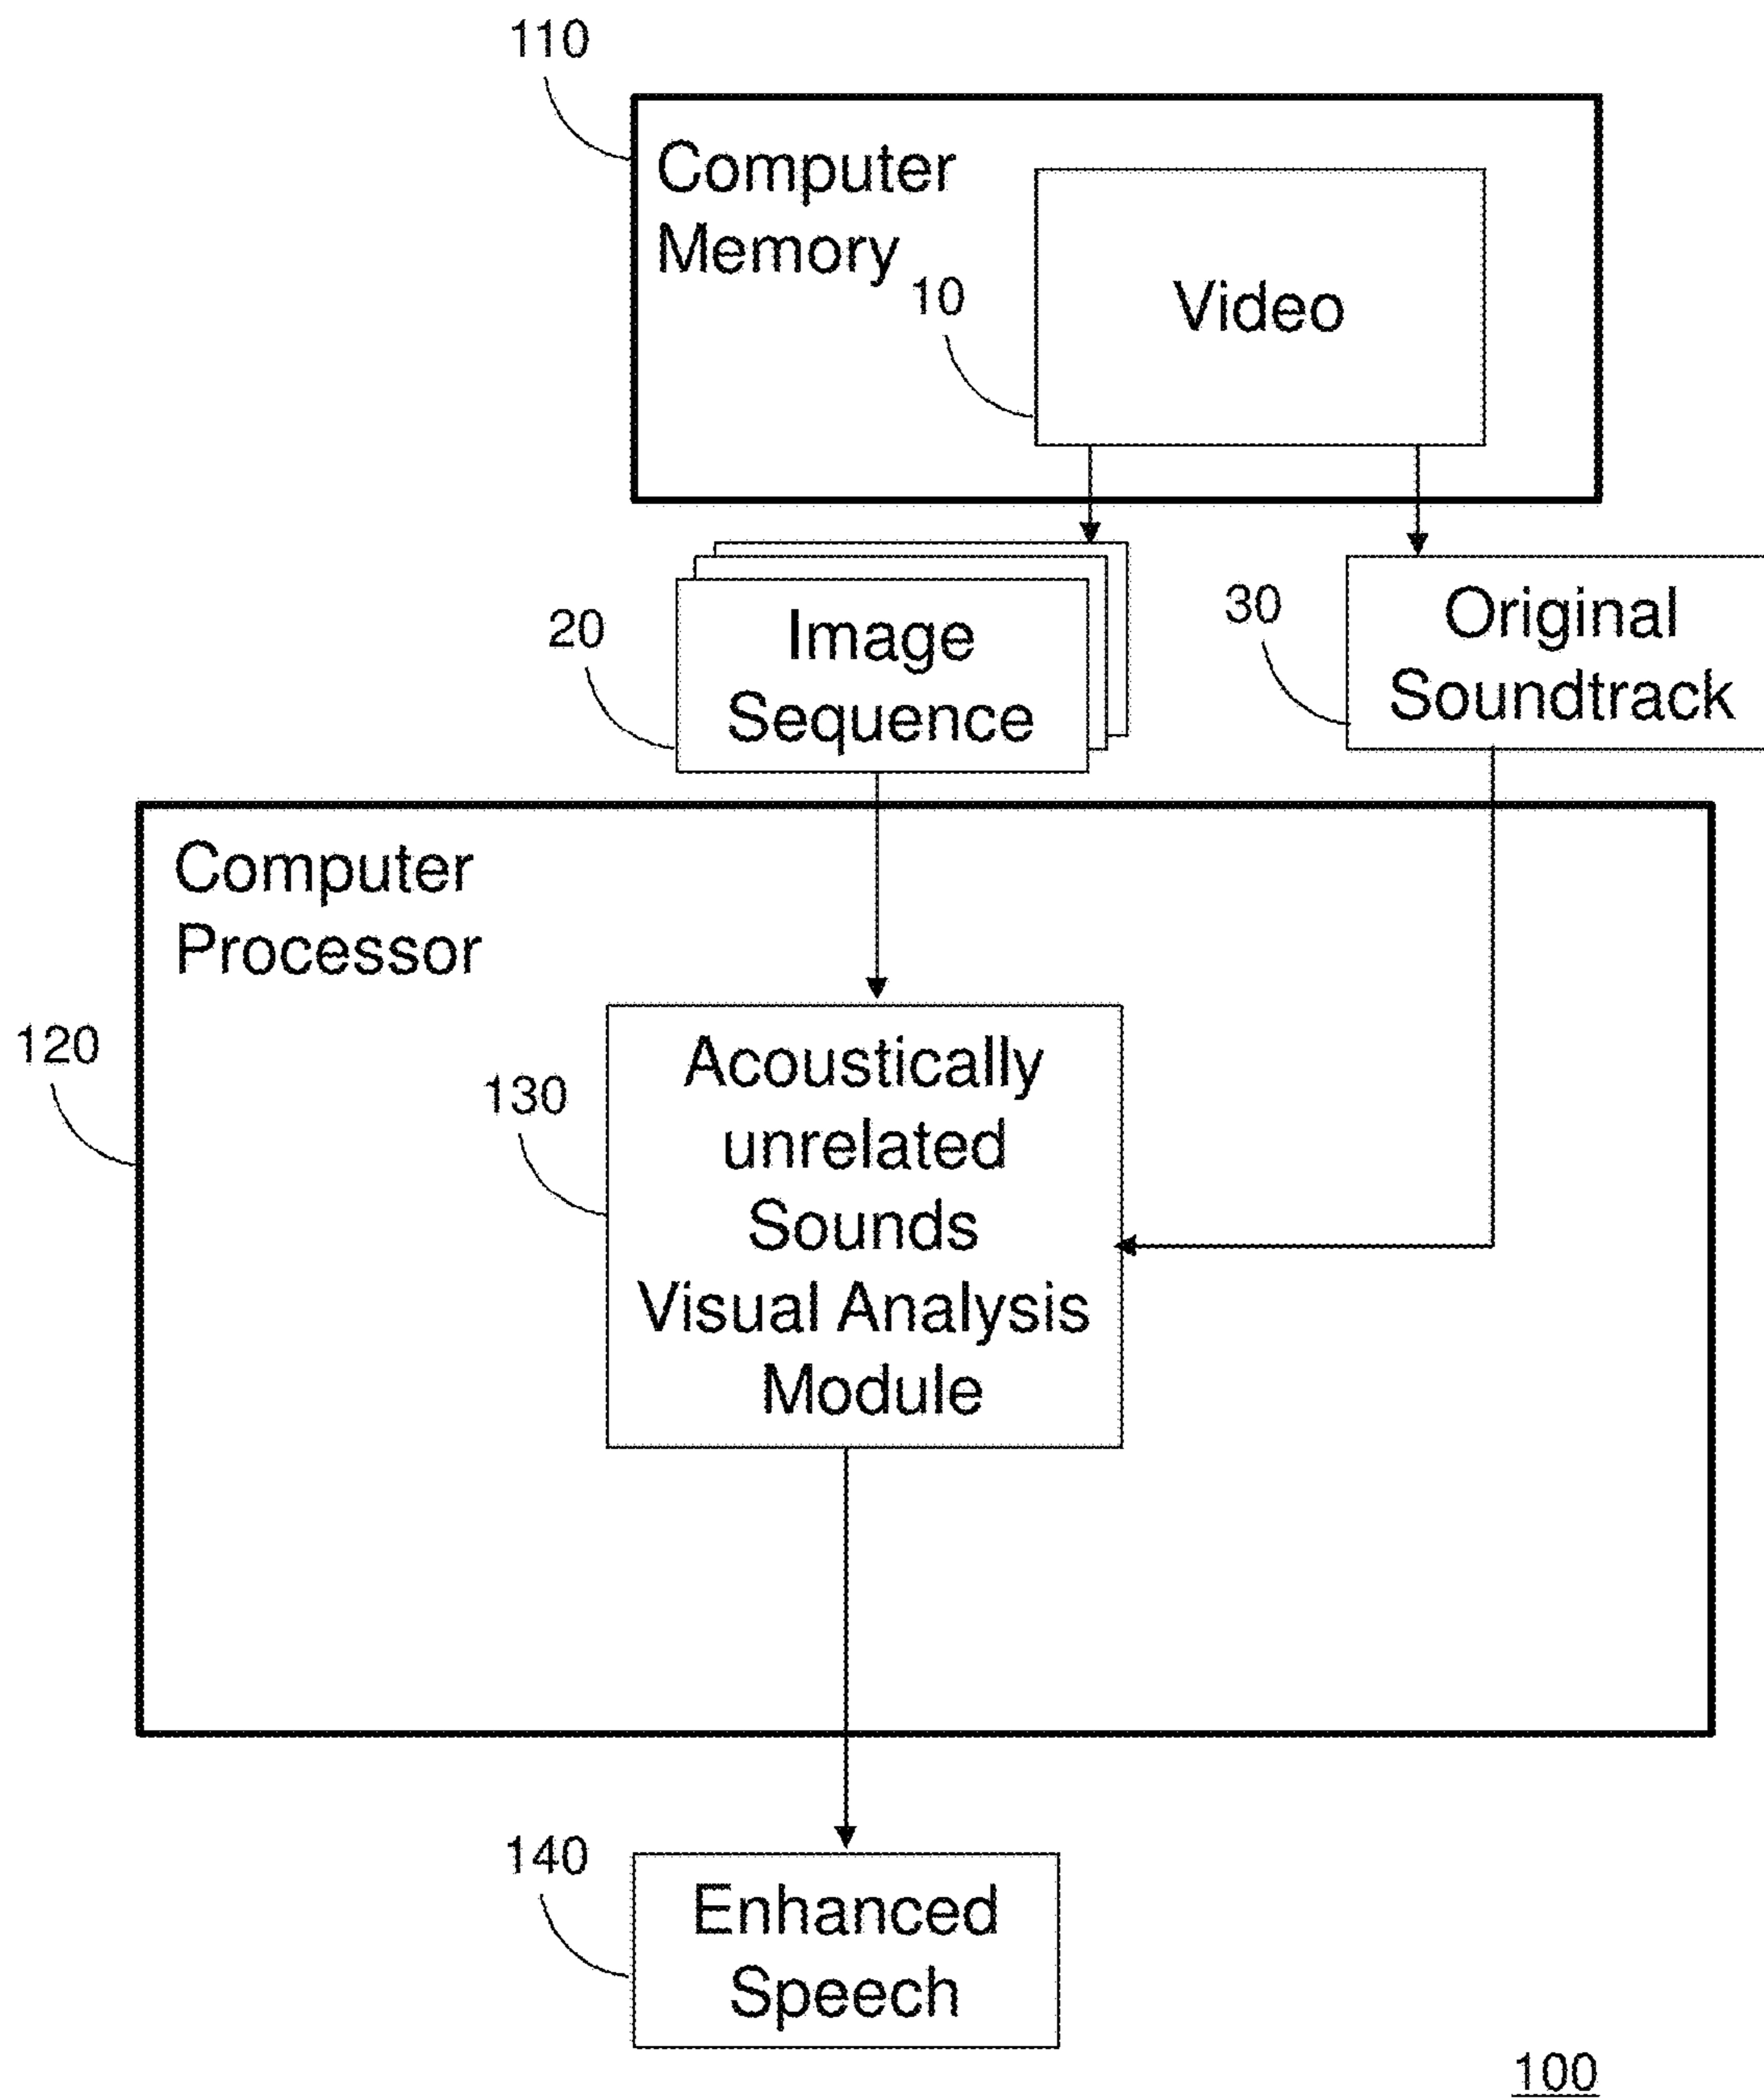 110
Computer
Memory
10
Video
20
Image
Sequence
30
Original
Soundtrack
Computer
Processor
120
130
Acoustically
unrelated
Sounds
Visual Analysis
Module
140
Enhanced
Speech
100